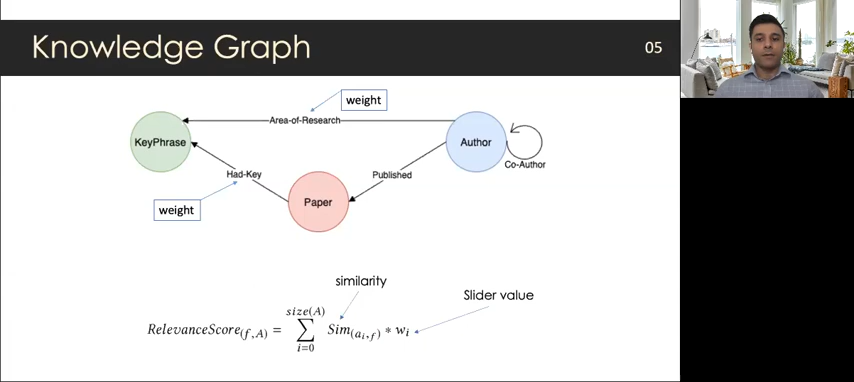 Knowledge Graph
05
weight
Area-of-Research
KeyPhrase
Author
Co-Author
Had-Key
Published
Paper
weight
similarity
Slider value
RelevanceScore(f,A) = ∑ size(A) i=0 Sim(ai,f) * wi